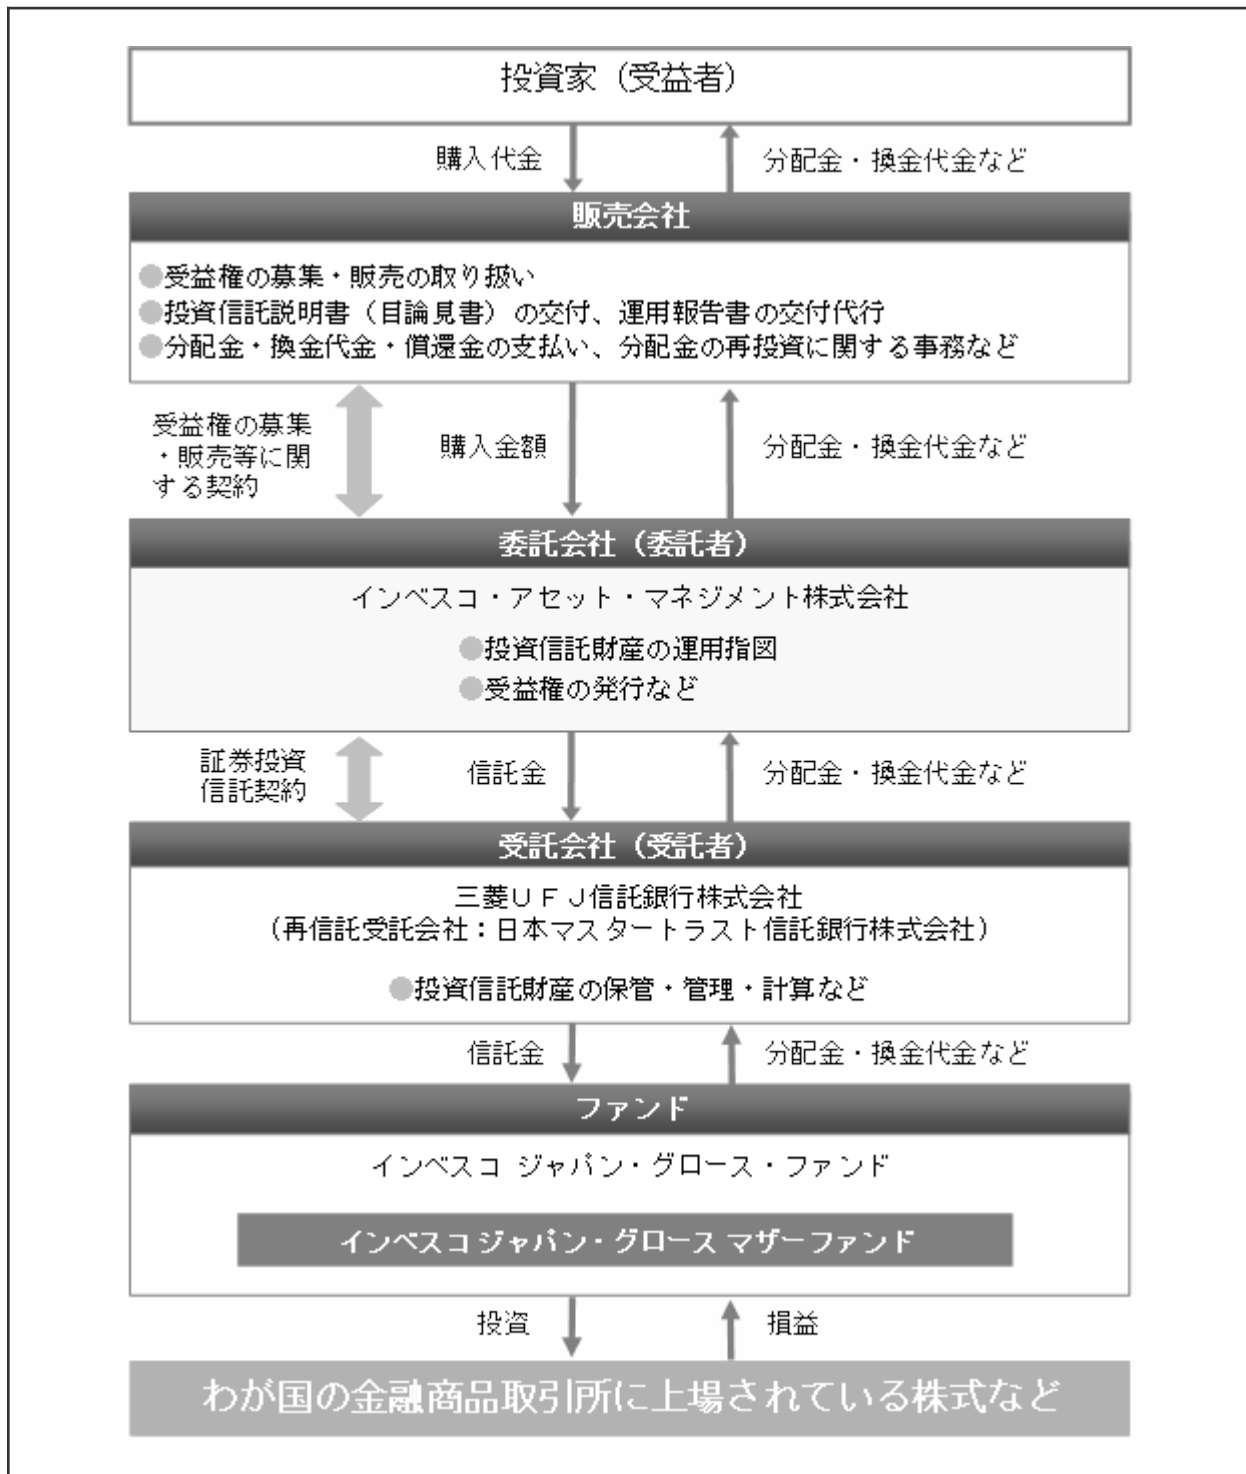 投資家（受益者）
購入代金
分配金・換金代金など
販売会社
●受益権の募集・販売の取り扱い
●投資信託説明書（目論見書）の交付、運用報告書の交付代行
●分配金・換金代金・償還金の支払い、分配金の再投資に関する事務など
受益権の募集
・販売等に関
する契約
購入金額
分配金・換金代金など
委託会社（委託者）
インベスコ・アセット・マネジメント株式会社
●投資信託財産の運用指図
●受益権の発行など
証券投資
信託契約
信託金
分配金・換金代金など
受託会社（受託者）
三菱ＵＦＪ信託銀行株式会社
（再信託受託会社：日本マスタートラスト信託銀行株式会社）
●投資信託財産の保管・管理・計算など
信託金
分配金・換金代金など
ファンド
インベスコ ジャパン・グロース・ファンド
インベスコ ジャパン・グロース マザーファンド
投資
損益
わが国の金融商品取引所に上場されている株式など